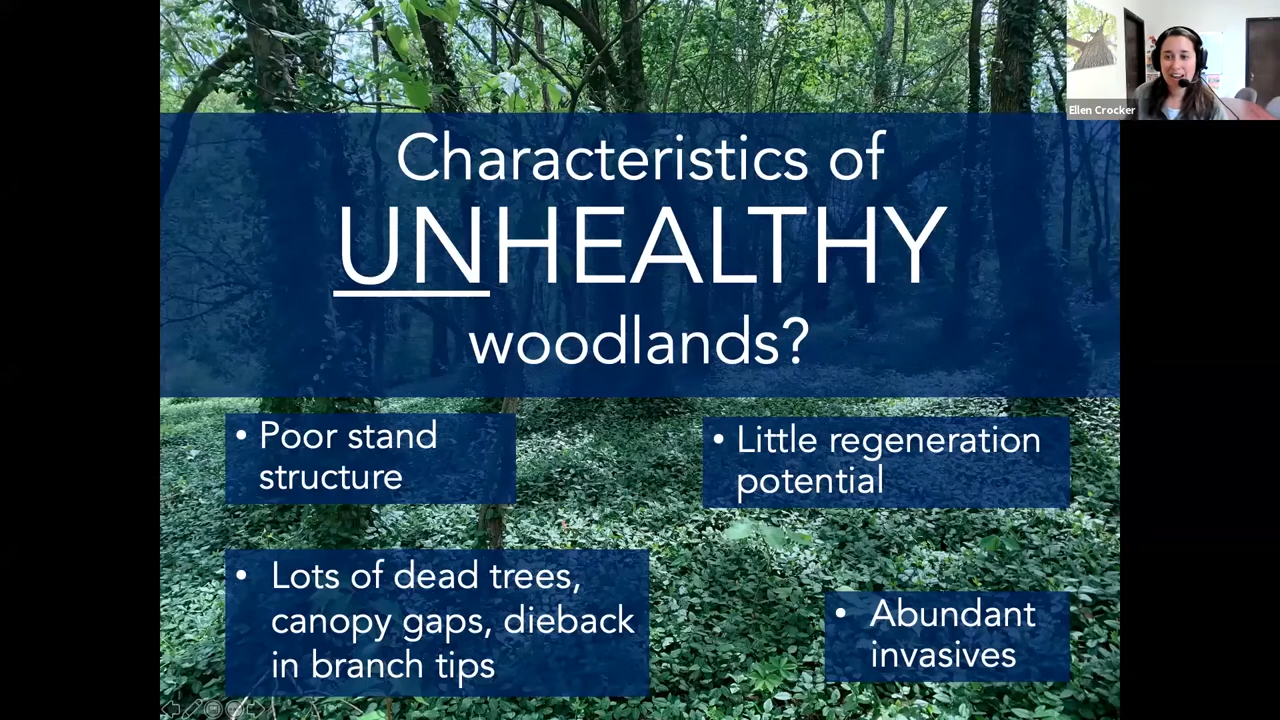 Ellen Crocker
Characteristics of
UNHEALTHY
woodlands?
• Poor stand
structure
• Little regeneration
potential
• Lots of dead trees,
canopy gaps, dieback
in branch tips
• Abundant
invasives